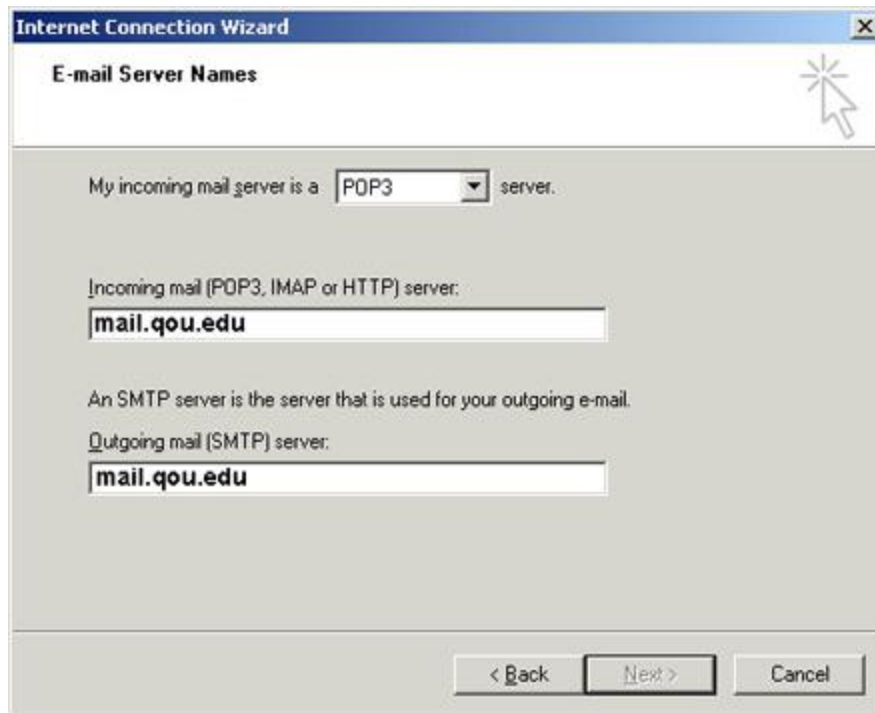 Internet Connection Wizard
E-mail Server Names
My incoming mail server is a POP3 server.
Incoming mail (POP3, IMAP or HTTP) server:
mail.qou.edu
An SMTP server is the server that is used for your outgoing e-mail.
Outgoing mail (SMTP) server:
mail.qou.edu
< Back Next > Cancel